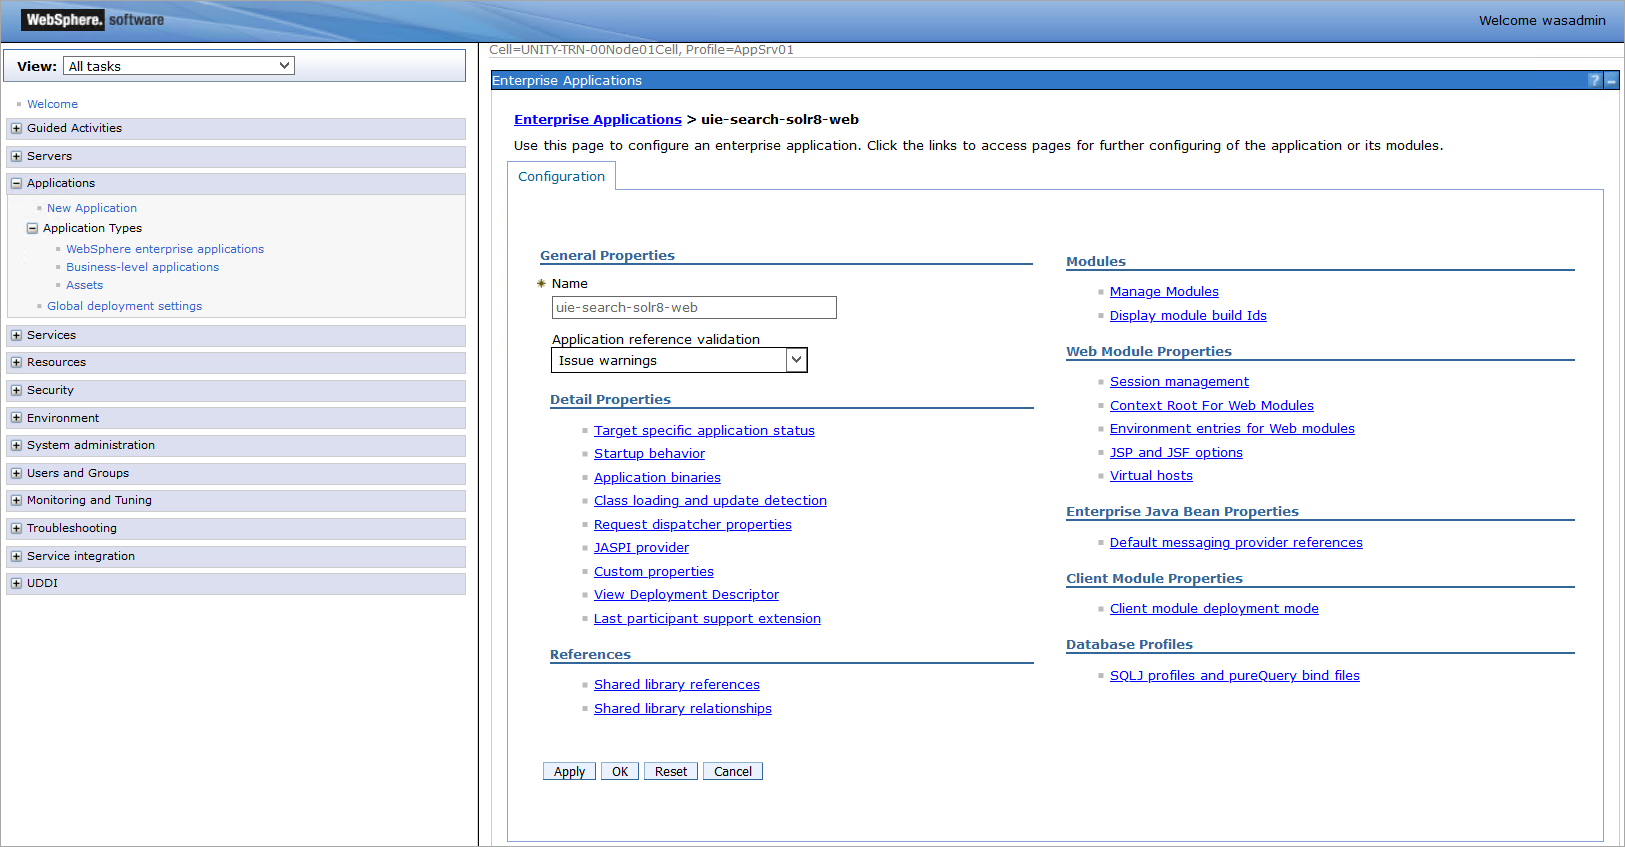 WebSphere. software
Welcome wasadmin
View: All tasks
Welcome
Guided Activities
Servers
Applications
New Application
Application Types
WebSphere enterprise applications
Business-level applications
Assets
Global deployment settings
Services
Resources
Security
Environment
System administration
Users and Groups
Monitoring and Tuning
Troubleshooting
Service integration
UDDI
Cell=UNITY-TRN-00Node01Cell, Profile=AppSrv01
Enterprise Applications
?
Enterprise Applications > uie-search-solr8-web
Use this page to configure an enterprise application. Click the links to access pages for further configuring of the application or its modules.
Configuration
General Properties
Name
uie-search-solr8-web
Application reference validation
Issue warnings
Detail Properties
Target specific application status
Startup behavior
Application binaries
Class loading and update detection
Request dispatcher properties
JASPI provider
Custom properties
View Deployment Descriptor
Last participant support extension
References
Shared library references
Shared library relationships
Modules
Manage Modules
Display module build Ids
Web Module Properties
Session management
Context Root For Web Modules
Environment entries for Web modules
JSP and JSF options
Virtual hosts
Enterprise Java Bean Properties
Default messaging provider references
Client Module Properties
Client module deployment mode
Database Profiles
SQLJ profiles and pureQuery bind files
Apply OK Reset Cancel